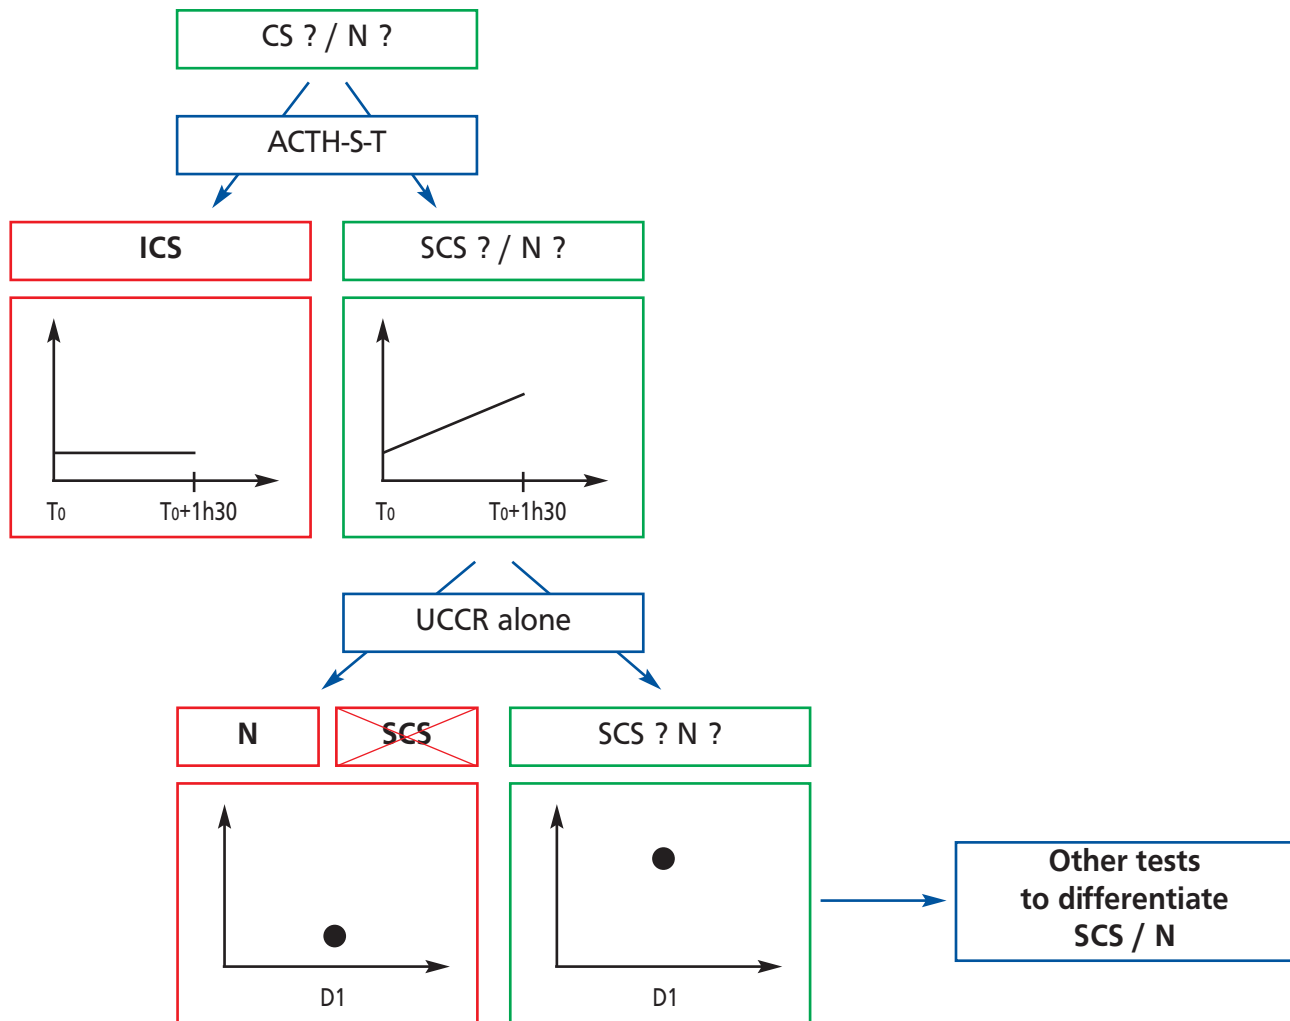 CS ? / N ?
ACTH-S-T
ICS
SCS ? / N ?
T0
T0+1h30
T0
T0+1h30
UCCR alone
N
SCS
SCS ? N ?
D1
D1
Other tests
to differentiate
SCS / N